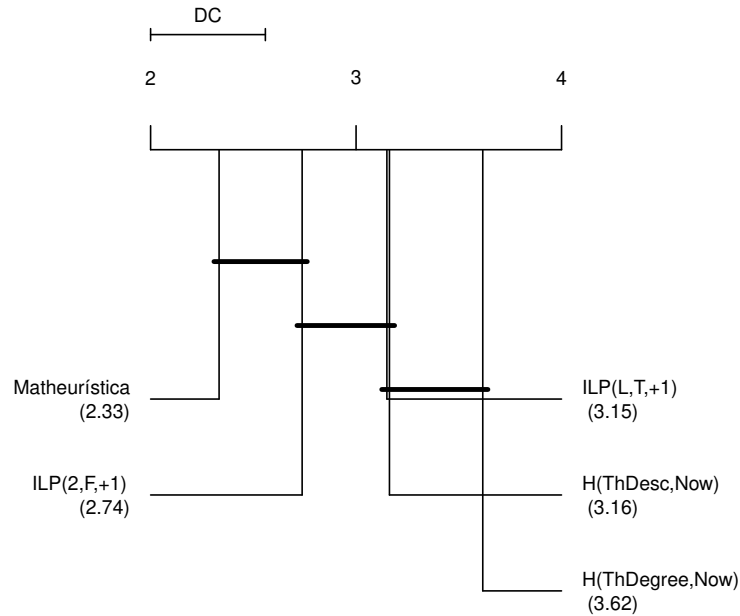 DC
2
3
4
Matheurística
(2.33)
ILP(2,F,+1)
(2.74)
ILP(L,T,+1)
(3.15)
H(ThDesc,Now)
(3.16)
H(ThDegree,Now)
(3.62)